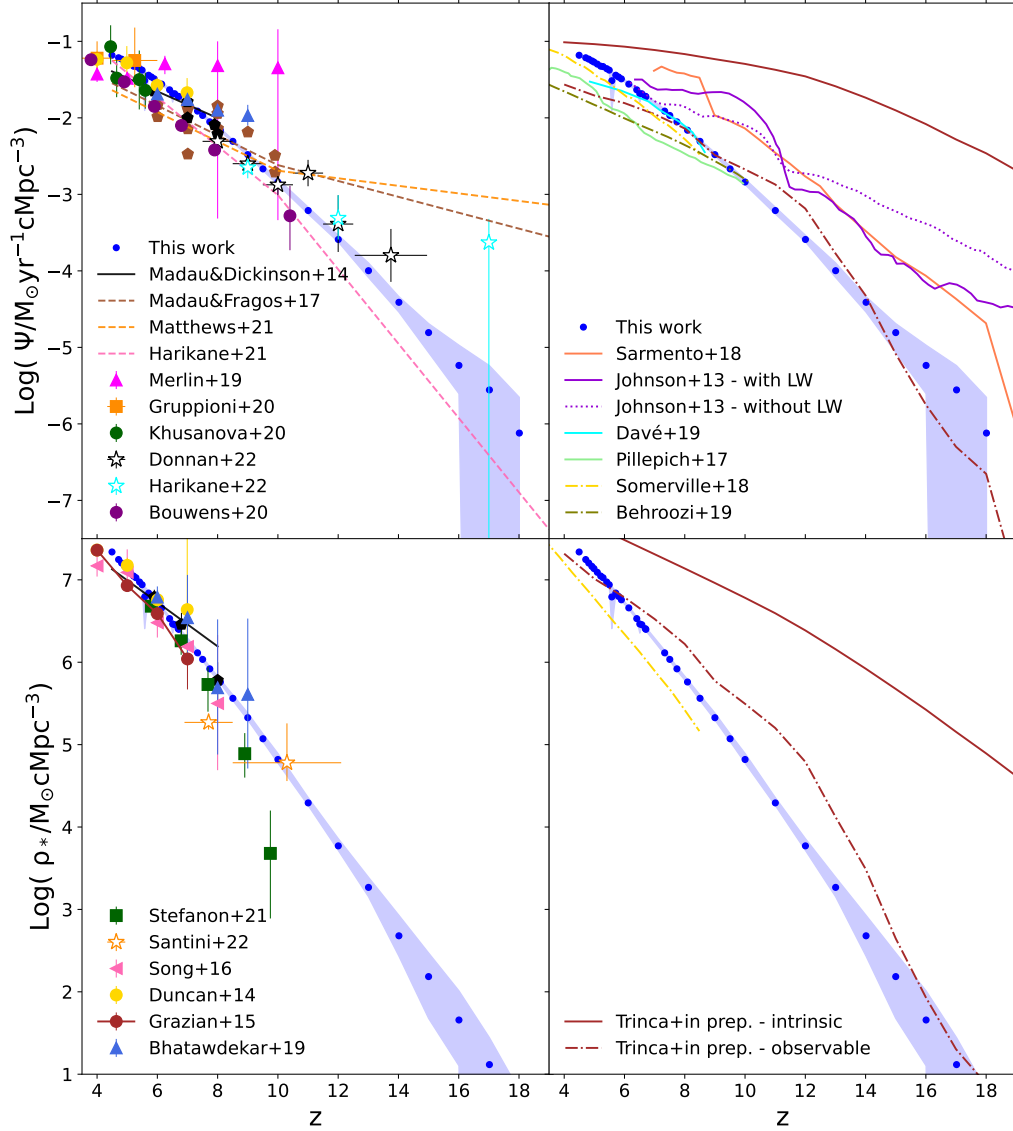 Log( Ψ/M⊙yr⁻¹cMpc⁻³)
−1
−2
−3
−4
−5
−6
−7
This work
Madau&Dickinson+14
Madau&Fragos+17
Matthews+21
Harikane+21
Merlin+19
Gruppioni+20
Khusanova+20
Donnan+22
Harikane+22
Bouwens+20
This work
Sarmento+18
Johnson+13 - with LW
Johnson+13 - without LW
Davé+19
Pillepich+17
Somerville+18
Behroozi+19
Log( ρ*/M⊙cMpc⁻³)
7
6
5
4
3
2
1
Stefanon+21
Santini+22
Song+16
Duncan+14
Grazian+15
Bhatawdekar+19
Trinca+in prep. - intrinsic
Trinca+in prep. - observable
4 6 8 10 12 14 16 18
4 6 8 10 12 14 16 18
z
z